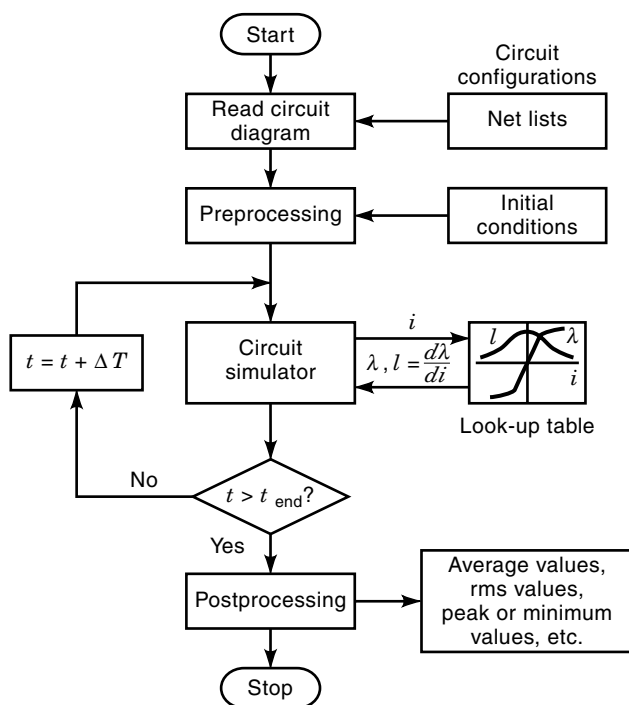 Start
Circuit
configurations
Read circuit
diagram
Net lists
Preprocessing
Initial
conditions
t = t + Δ T
Circuit
simulator
i
λ , l = dλ/di
l
λ
i
Look-up table
No
t > t end?
Yes
Postprocessing
Average values,
rms values,
peak or minimum
values, etc.
Stop